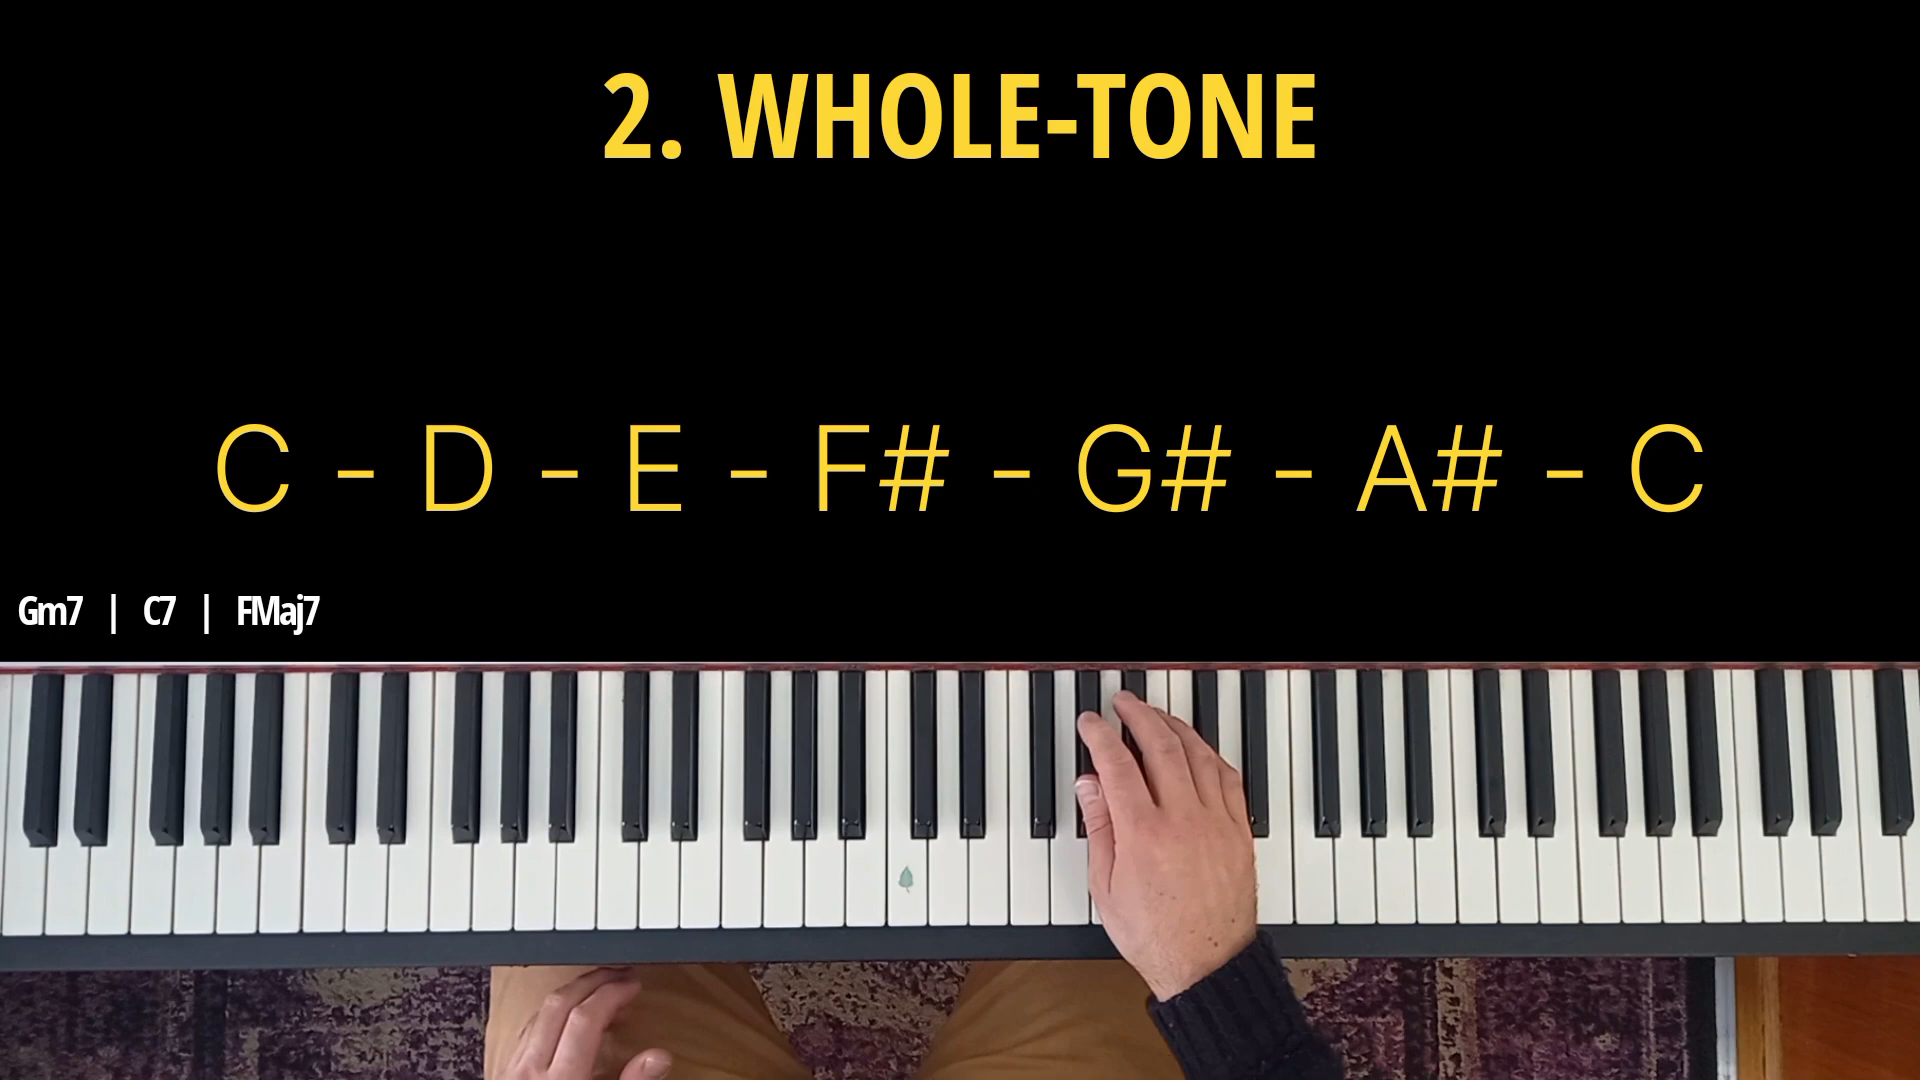 2. WHOLE-TONE
C - D - E - F# - G# - A# - C
Gm7 | C7 | FMaj7